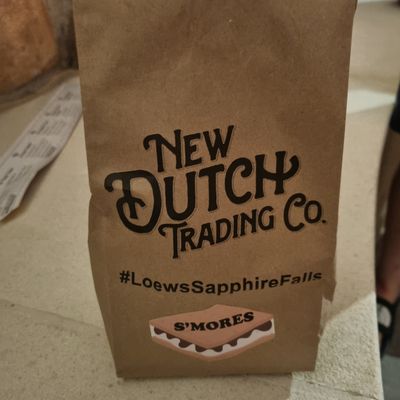 NEW
DUTCH
TRADING CO.
#LoewsSapphireFalls
S'MORES